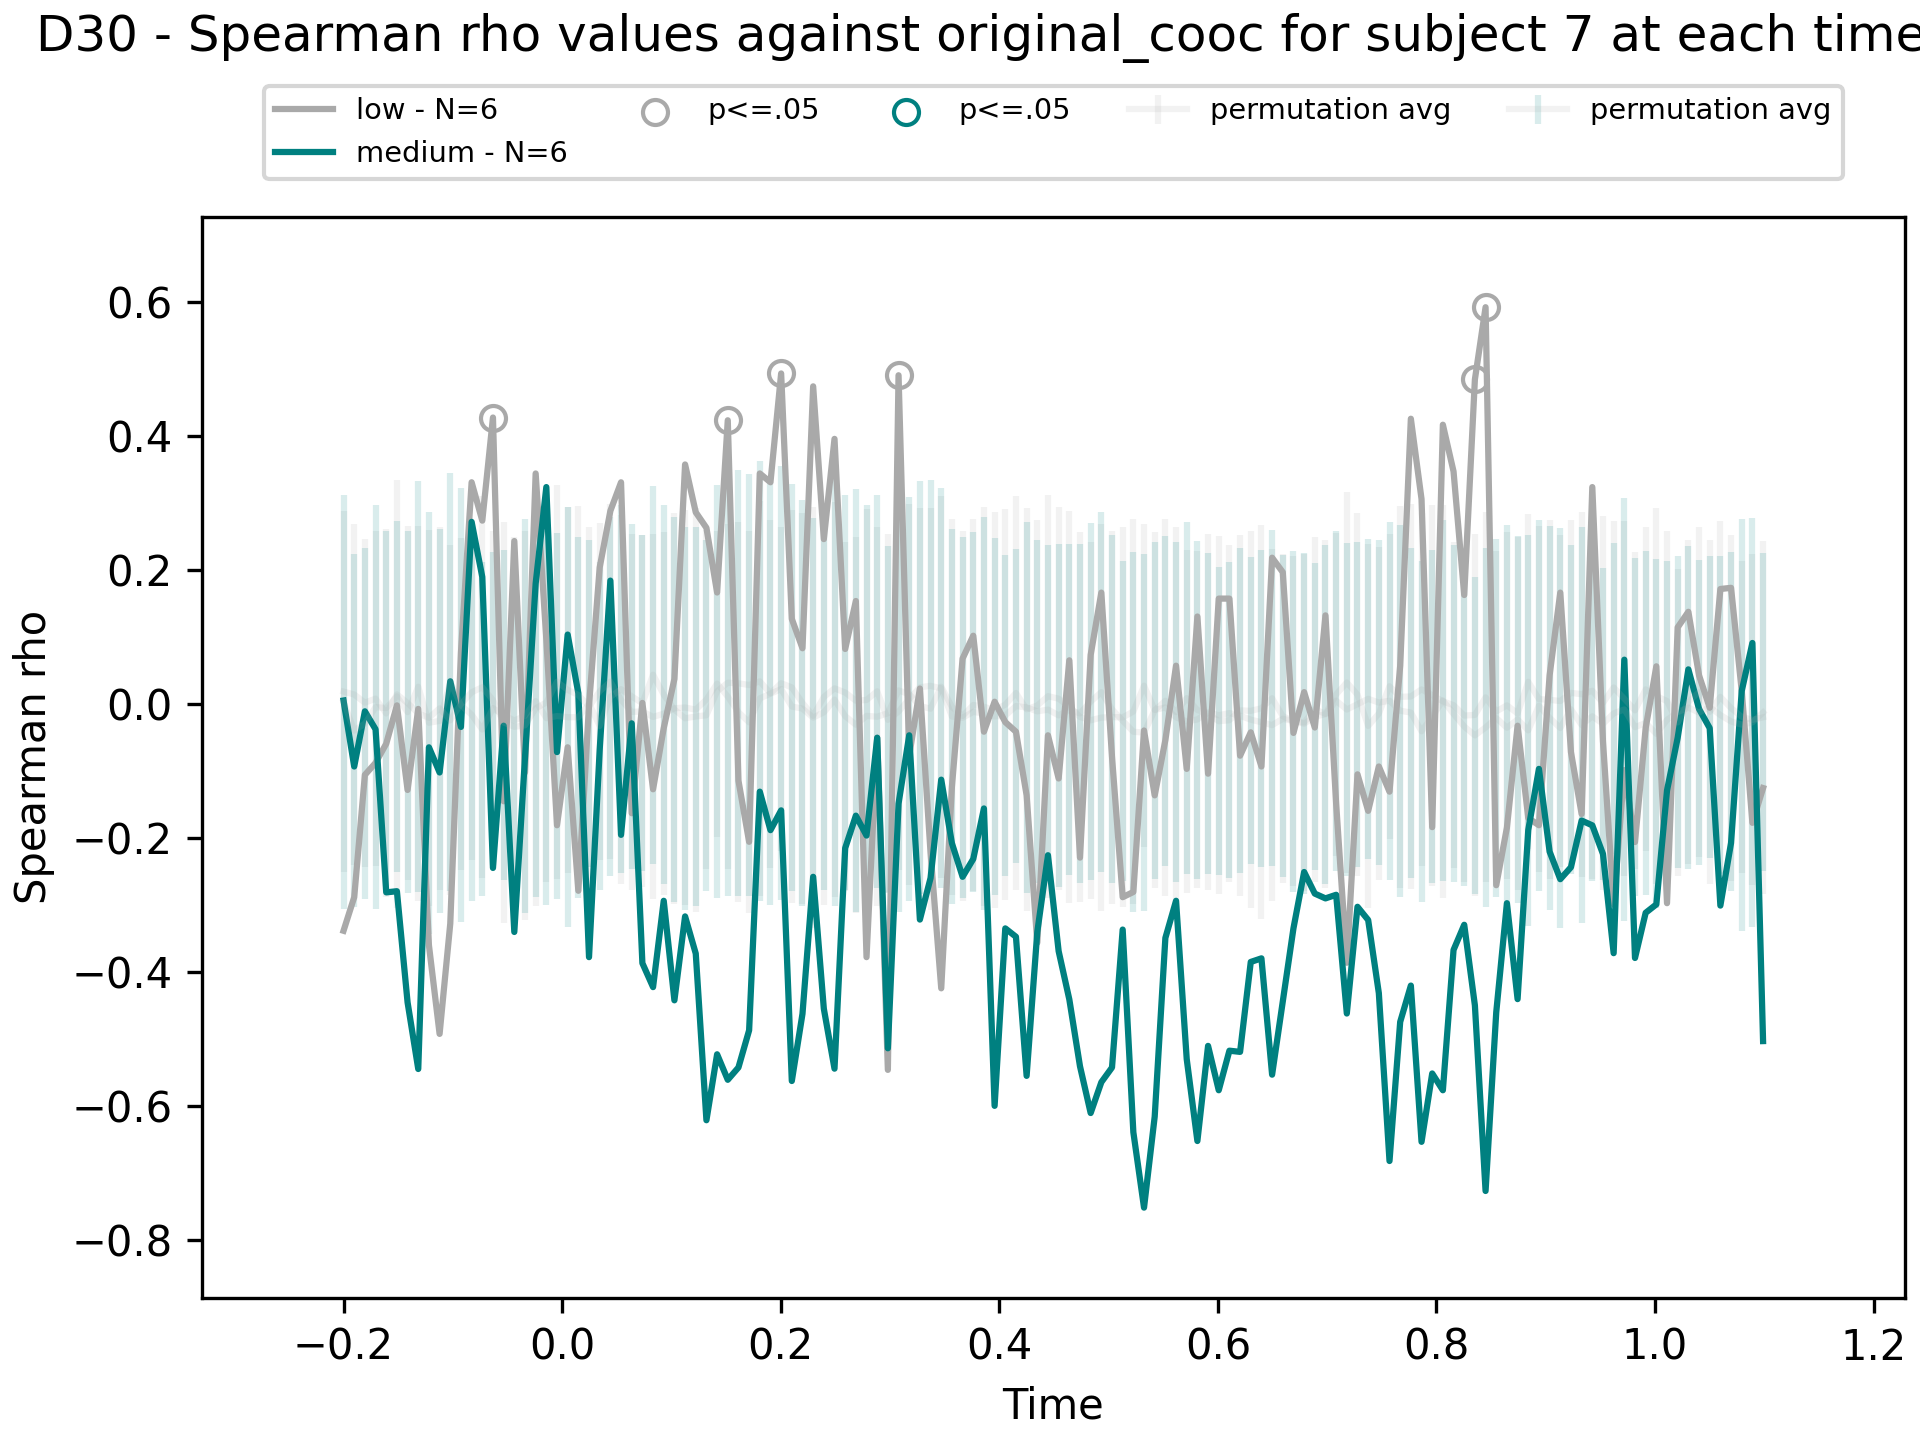 D30 - Spearman rho values against original_cooc for subject 7 at each time
low - N=6
medium - N=6
p<=.05
p<=.05
permutation avg
permutation avg
Spearman rho
0.6
0.4
0.2
0.0
−0.2
−0.4
−0.6
−0.8
−0.2
0.0
0.2
0.4
0.6
0.8
1.0
1.2
Time